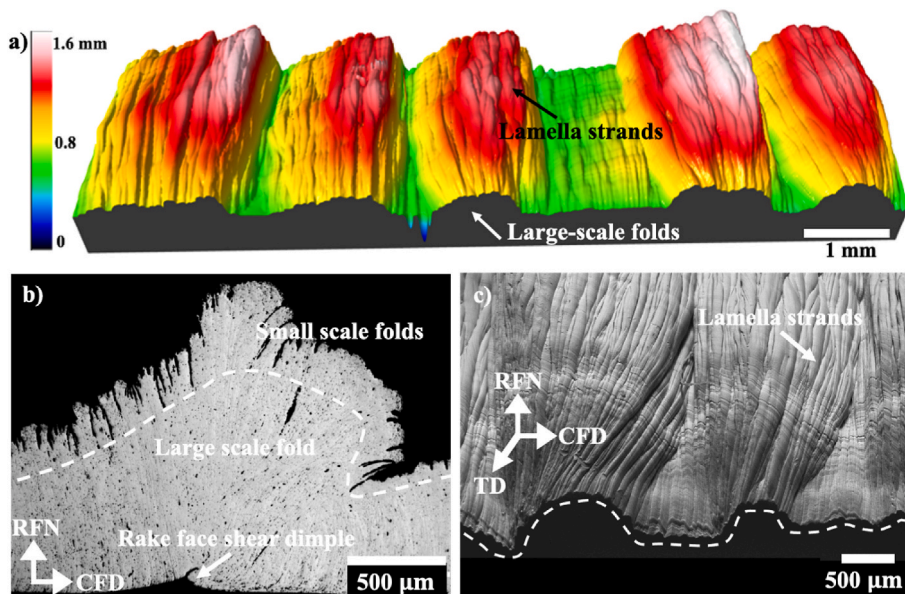 a)
1.6 mm
0.8
0
Lamella strands
Large-scale folds
1 mm
b)
Small scale folds
Large scale fold
Rake face shear dimple
RFN
CFD
500 µm
c)
Lamella strands
RFN
CFD
TD
500 µm